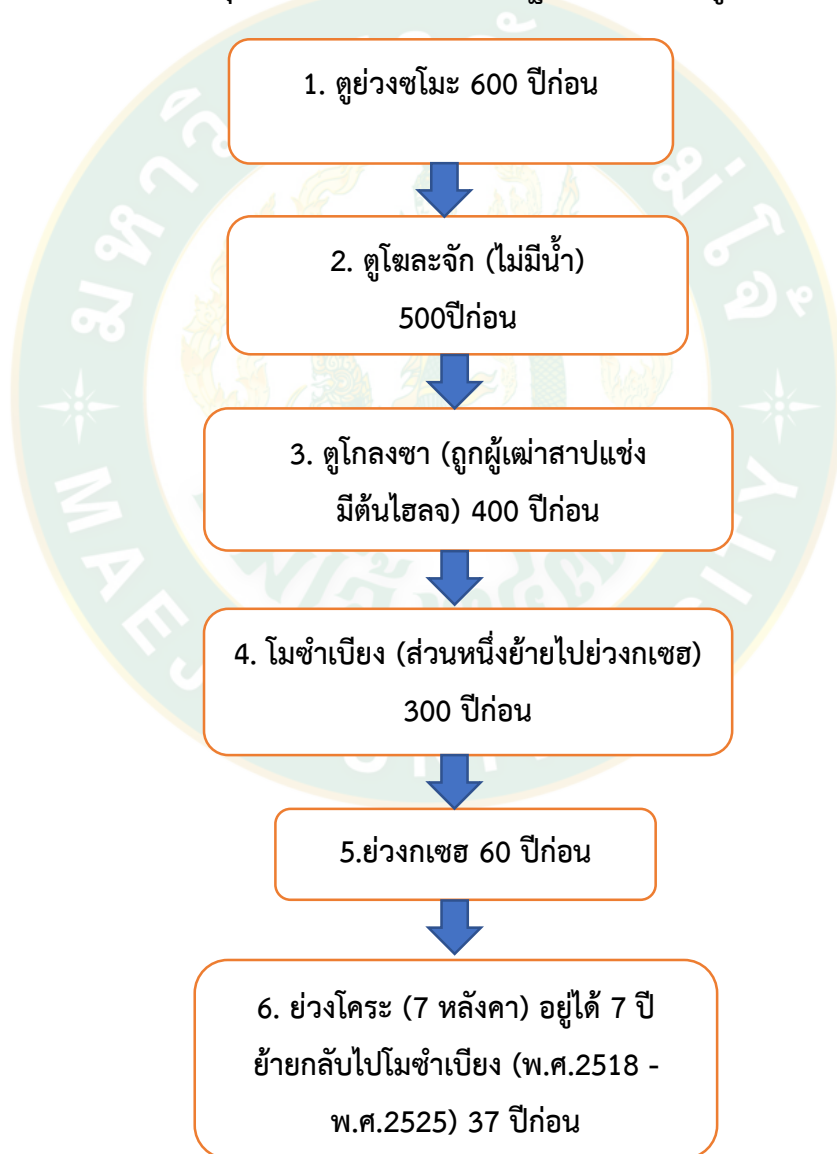 1. ตูย่วงซโมะ 600 ปีก่อน
2. ตูโฆละจัก (ไม่มีน้ำ)
500ปีก่อน
3. ตูโกลงซา (ถูกผู้เฒ่าสาปแช่ง
มีต้นไฮลจ) 400 ปีก่อน
4. โมซำเบียง (ส่วนหนึ่งย้ายไปย่วงกเซฮ)
300 ปีก่อน
5.ย่วงกเซฮ 60 ปีก่อน
6. ย่วงโคระ (7 หลังคา) อยู่ได้ 7 ปี
ย้ายกลับไปโมซำเบียง (พ.ศ.2518 -
พ.ศ.2525) 37 ปีก่อน